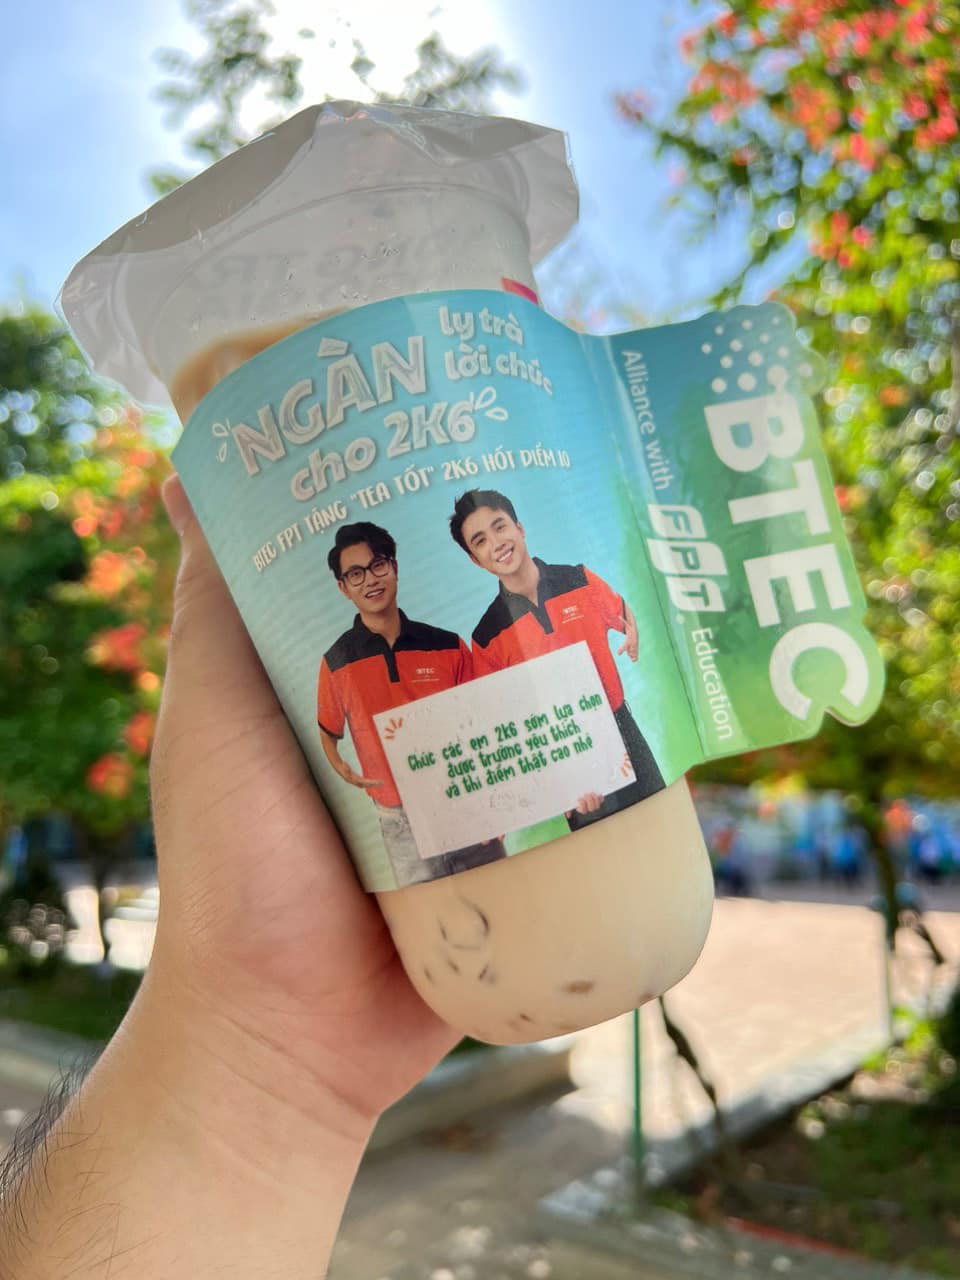 NGÀN
ly trà
lời chúc
cho 2K6
BTEC FPT TẶNG "TEA TỐT" 2K6 HỐT ĐIỂM 10
BTEC
BTEC
Chúc các em 2K6 sớm lựa chọn
được trường yêu thích
và thi điểm thật cao nhé
BTEC
Alliance with
FPT
Education